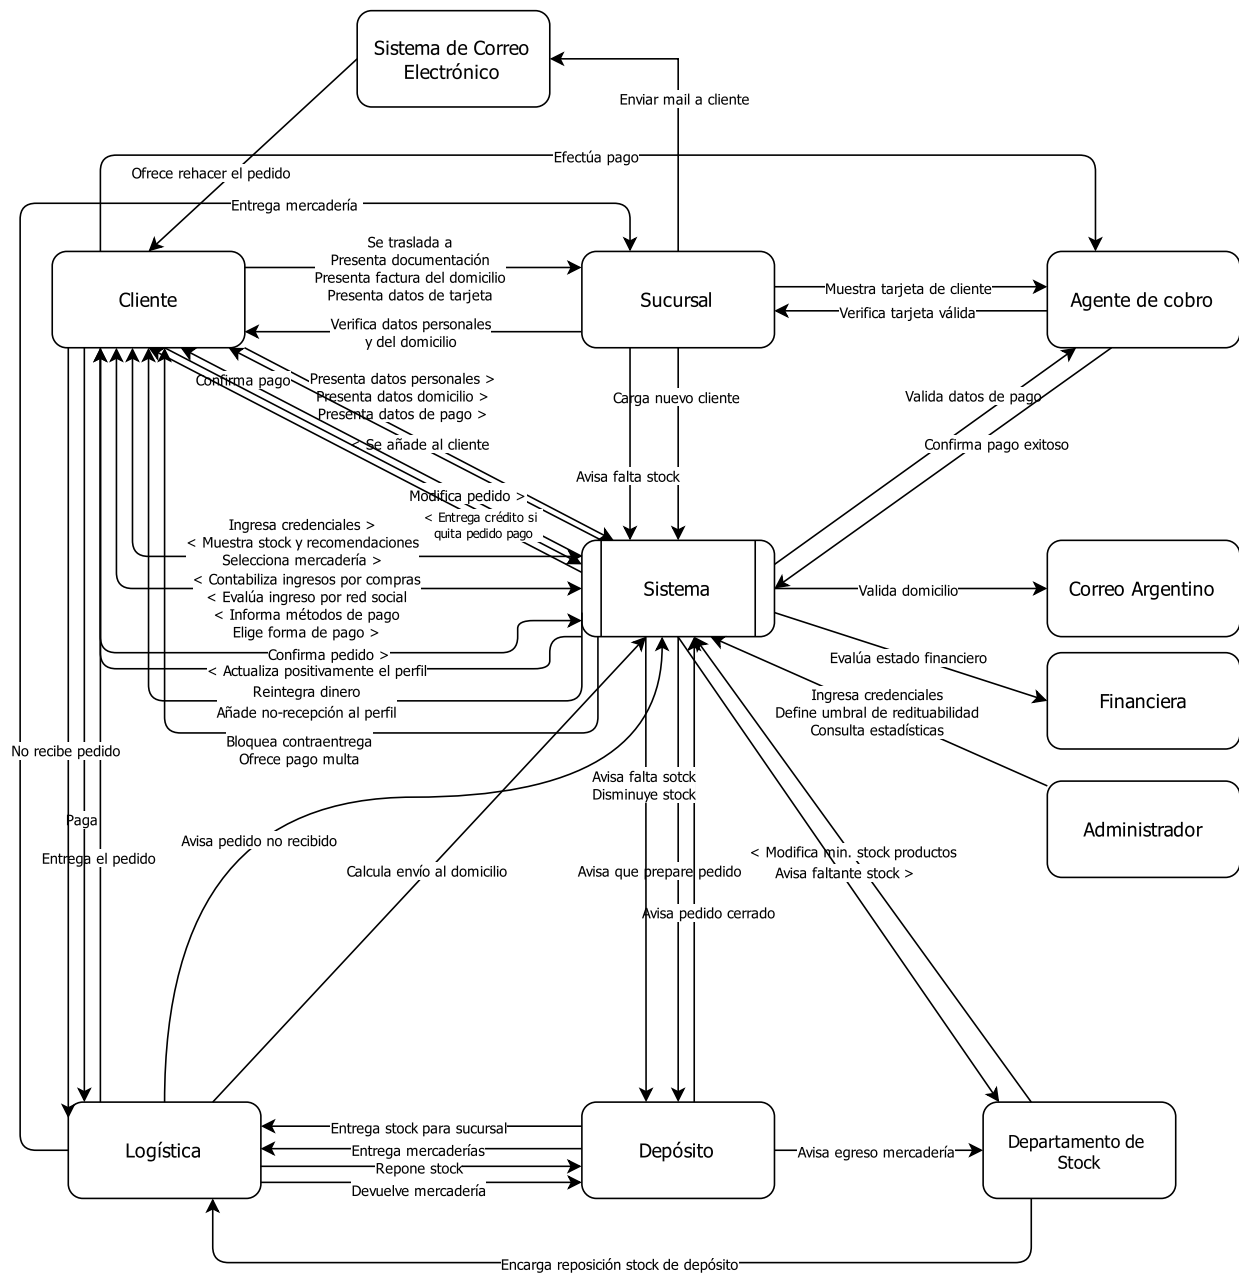 Sistema de Correo
Electrónico
Enviar mail a cliente
Efectúa pago
Ofrece rehacer el pedido
Entrega mercadería
Cliente
Se traslada a
Presenta documentación
Presenta factura del domicilio
Presenta datos de tarjeta
Verifica datos personales
y del domicilio
Sucursal
Muestra tarjeta de cliente
Verifica tarjeta válida
Agente de cobro
Confirma pago
Presenta datos personales >
Presenta datos domicilio >
Presenta datos de pago >
< Se añade al cliente
Modifica pedido >
< Entrega crédito si
quita pedido pago
Carga nuevo cliente
Avisa falta stock
Valida datos de pago
Confirma pago exitoso
Ingresa credenciales >
< Muestra stock y recomendaciones
Selecciona mercadería >
< Contabiliza ingresos por compras
< Evalúa ingreso por red social
< Informa métodos de pago
Elige forma de pago >
Confirma pedido >
< Actualiza positivamente el perfil
Reintegra dinero
Añade no-recepción al perfil
Bloquea contraentrega
Ofrece pago multa
Sistema
Valida domicilio
Correo Argentino
Evalúa estado financiero
Financiera
Ingresa credenciales
Define umbral de redituabilidad
Consulta estadísticas
Administrador
No recibe pedido
Paga
Entrega el pedido
Avisa pedido no recibido
Calcula envío al domicilio
Avisa falta sotck
Disminuye stock
Avisa que prepare pedido
Avisa pedido cerrado
< Modifica min. stock productos
Avisa faltante stock >
Logística
Entrega stock para sucursal
Entrega mercaderías
Repone stock
Devuelve mercadería
Depósito
Avisa egreso mercadería
Departamento de
Stock
Encarga reposición stock de depósito